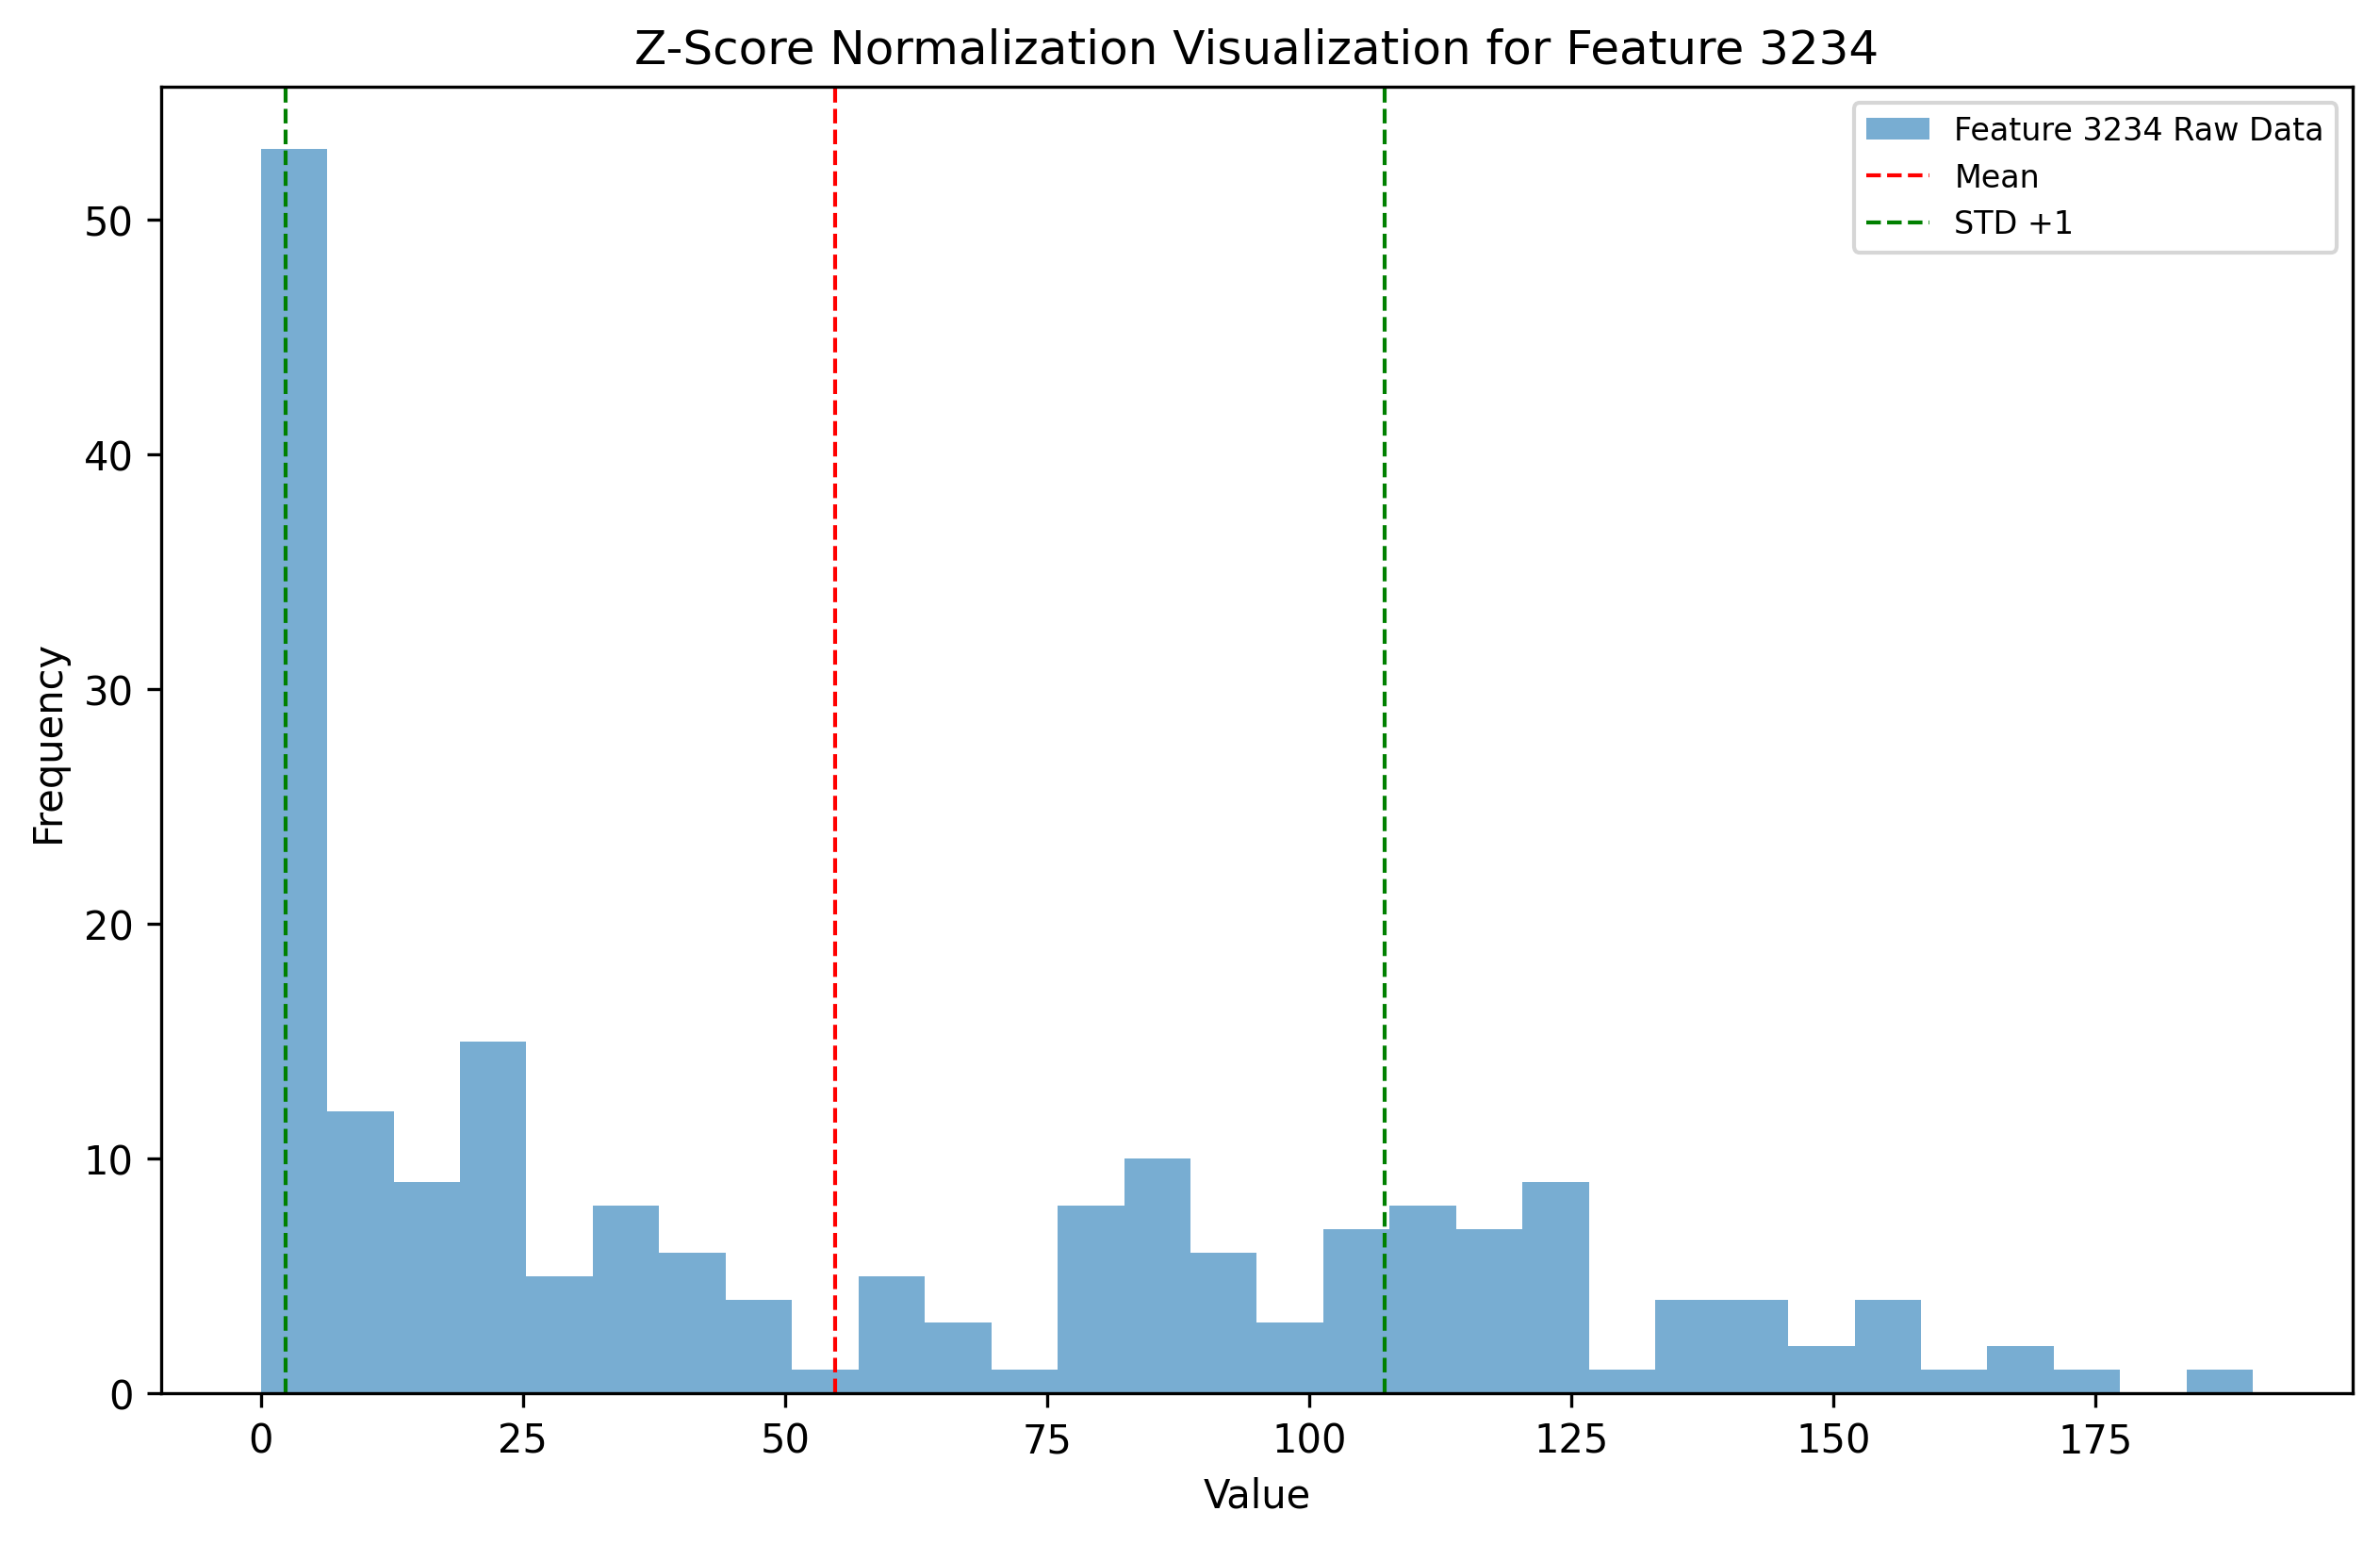 Z-Score Normalization Visualization for Feature 3234
Feature 3234 Raw Data
Mean
STD +1
50
40
30
20
10
0
Frequency
0 25 50 75 100 125 150 175
Value